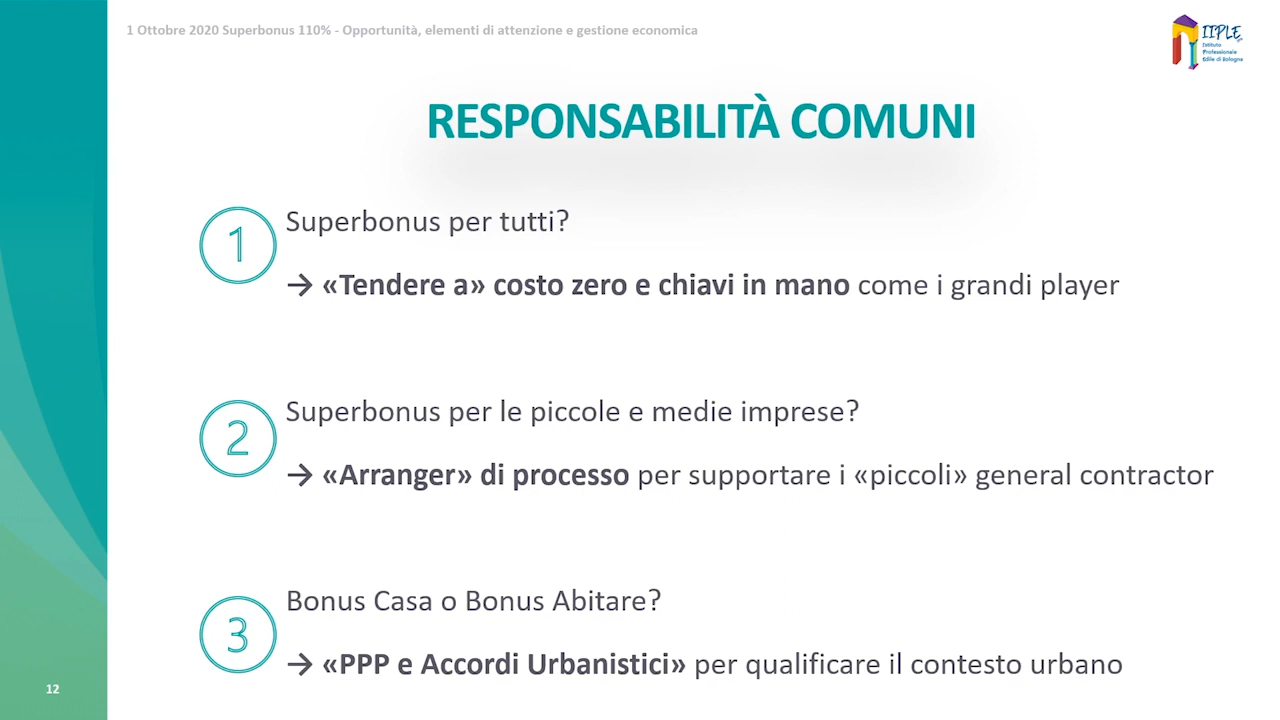 1 Ottobre 2020 Superbonus 110% - Opportunità, elementi di attenzione e gestione economica
IIPLE
Istituto
Professionale
Edile di Bologna
RESPONSABILITÀ COMUNI
1
Superbonus per tutti?
→ «Tendere a» costo zero e chiavi in mano come i grandi player
2
Superbonus per le piccole e medie imprese?
→ «Arranger» di processo per supportare i «piccoli» general contractor
3
Bonus Casa o Bonus Abitare?
→ «PPP e Accordi Urbanistici» per qualificare il contesto urbano
12